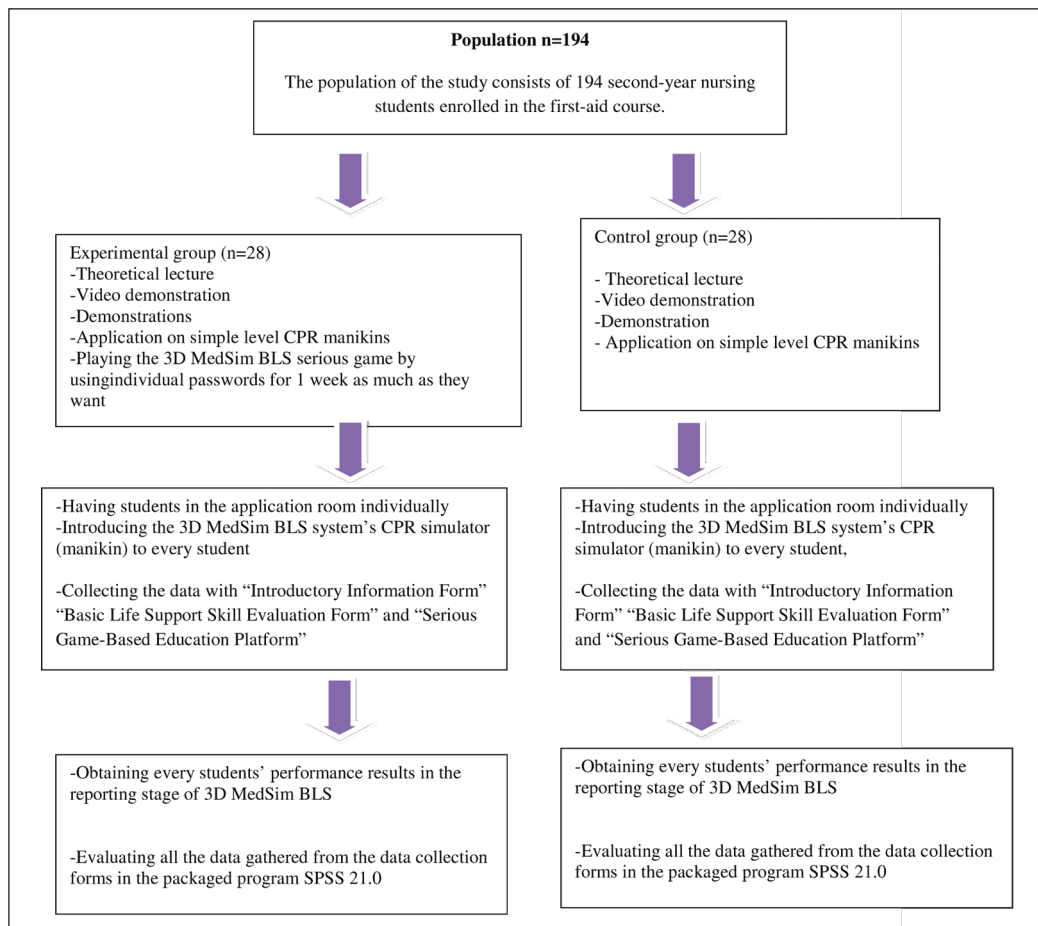 Population n=194
The population of the study consists of 194 second-year nursing
students enrolled in the first-aid course.
Experimental group (n=28)
-Theoretical lecture
-Video demonstration
-Demonstrations
-Application on simple level CPR manikins
-Playing the 3D MedSim BLS serious game by
usingindividual passwords for 1 week as much as they
want
Control group (n=28)
- Theoretical lecture
-Video demonstration
-Demonstration
- Application on simple level CPR manikins
-Having students in the application room individually
-Introducing the 3D MedSim BLS system’s CPR simulator
(manikin) to every student
-Collecting the data with “Introductory Information Form”
“Basic Life Support Skill Evaluation Form” and “Serious
Game-Based Education Platform”
-Having students in the application room individually
-Introducing the 3D MedSim BLS system’s CPR
simulator (manikin) to every student,
-Collecting the data with “Introductory Information
Form” “Basic Life Support Skill Evaluation Form”
and “Serious Game-Based Education Platform”
-Obtaining every students’ performance results in the
reporting stage of 3D MedSim BLS
-Evaluating all the data gathered from the data collection
forms in the packaged program SPSS 21.0
-Obtaining every students’ performance results in the
reporting stage of 3D MedSim BLS
-Evaluating all the data gathered from the data collection
forms in the packaged program SPSS 21.0